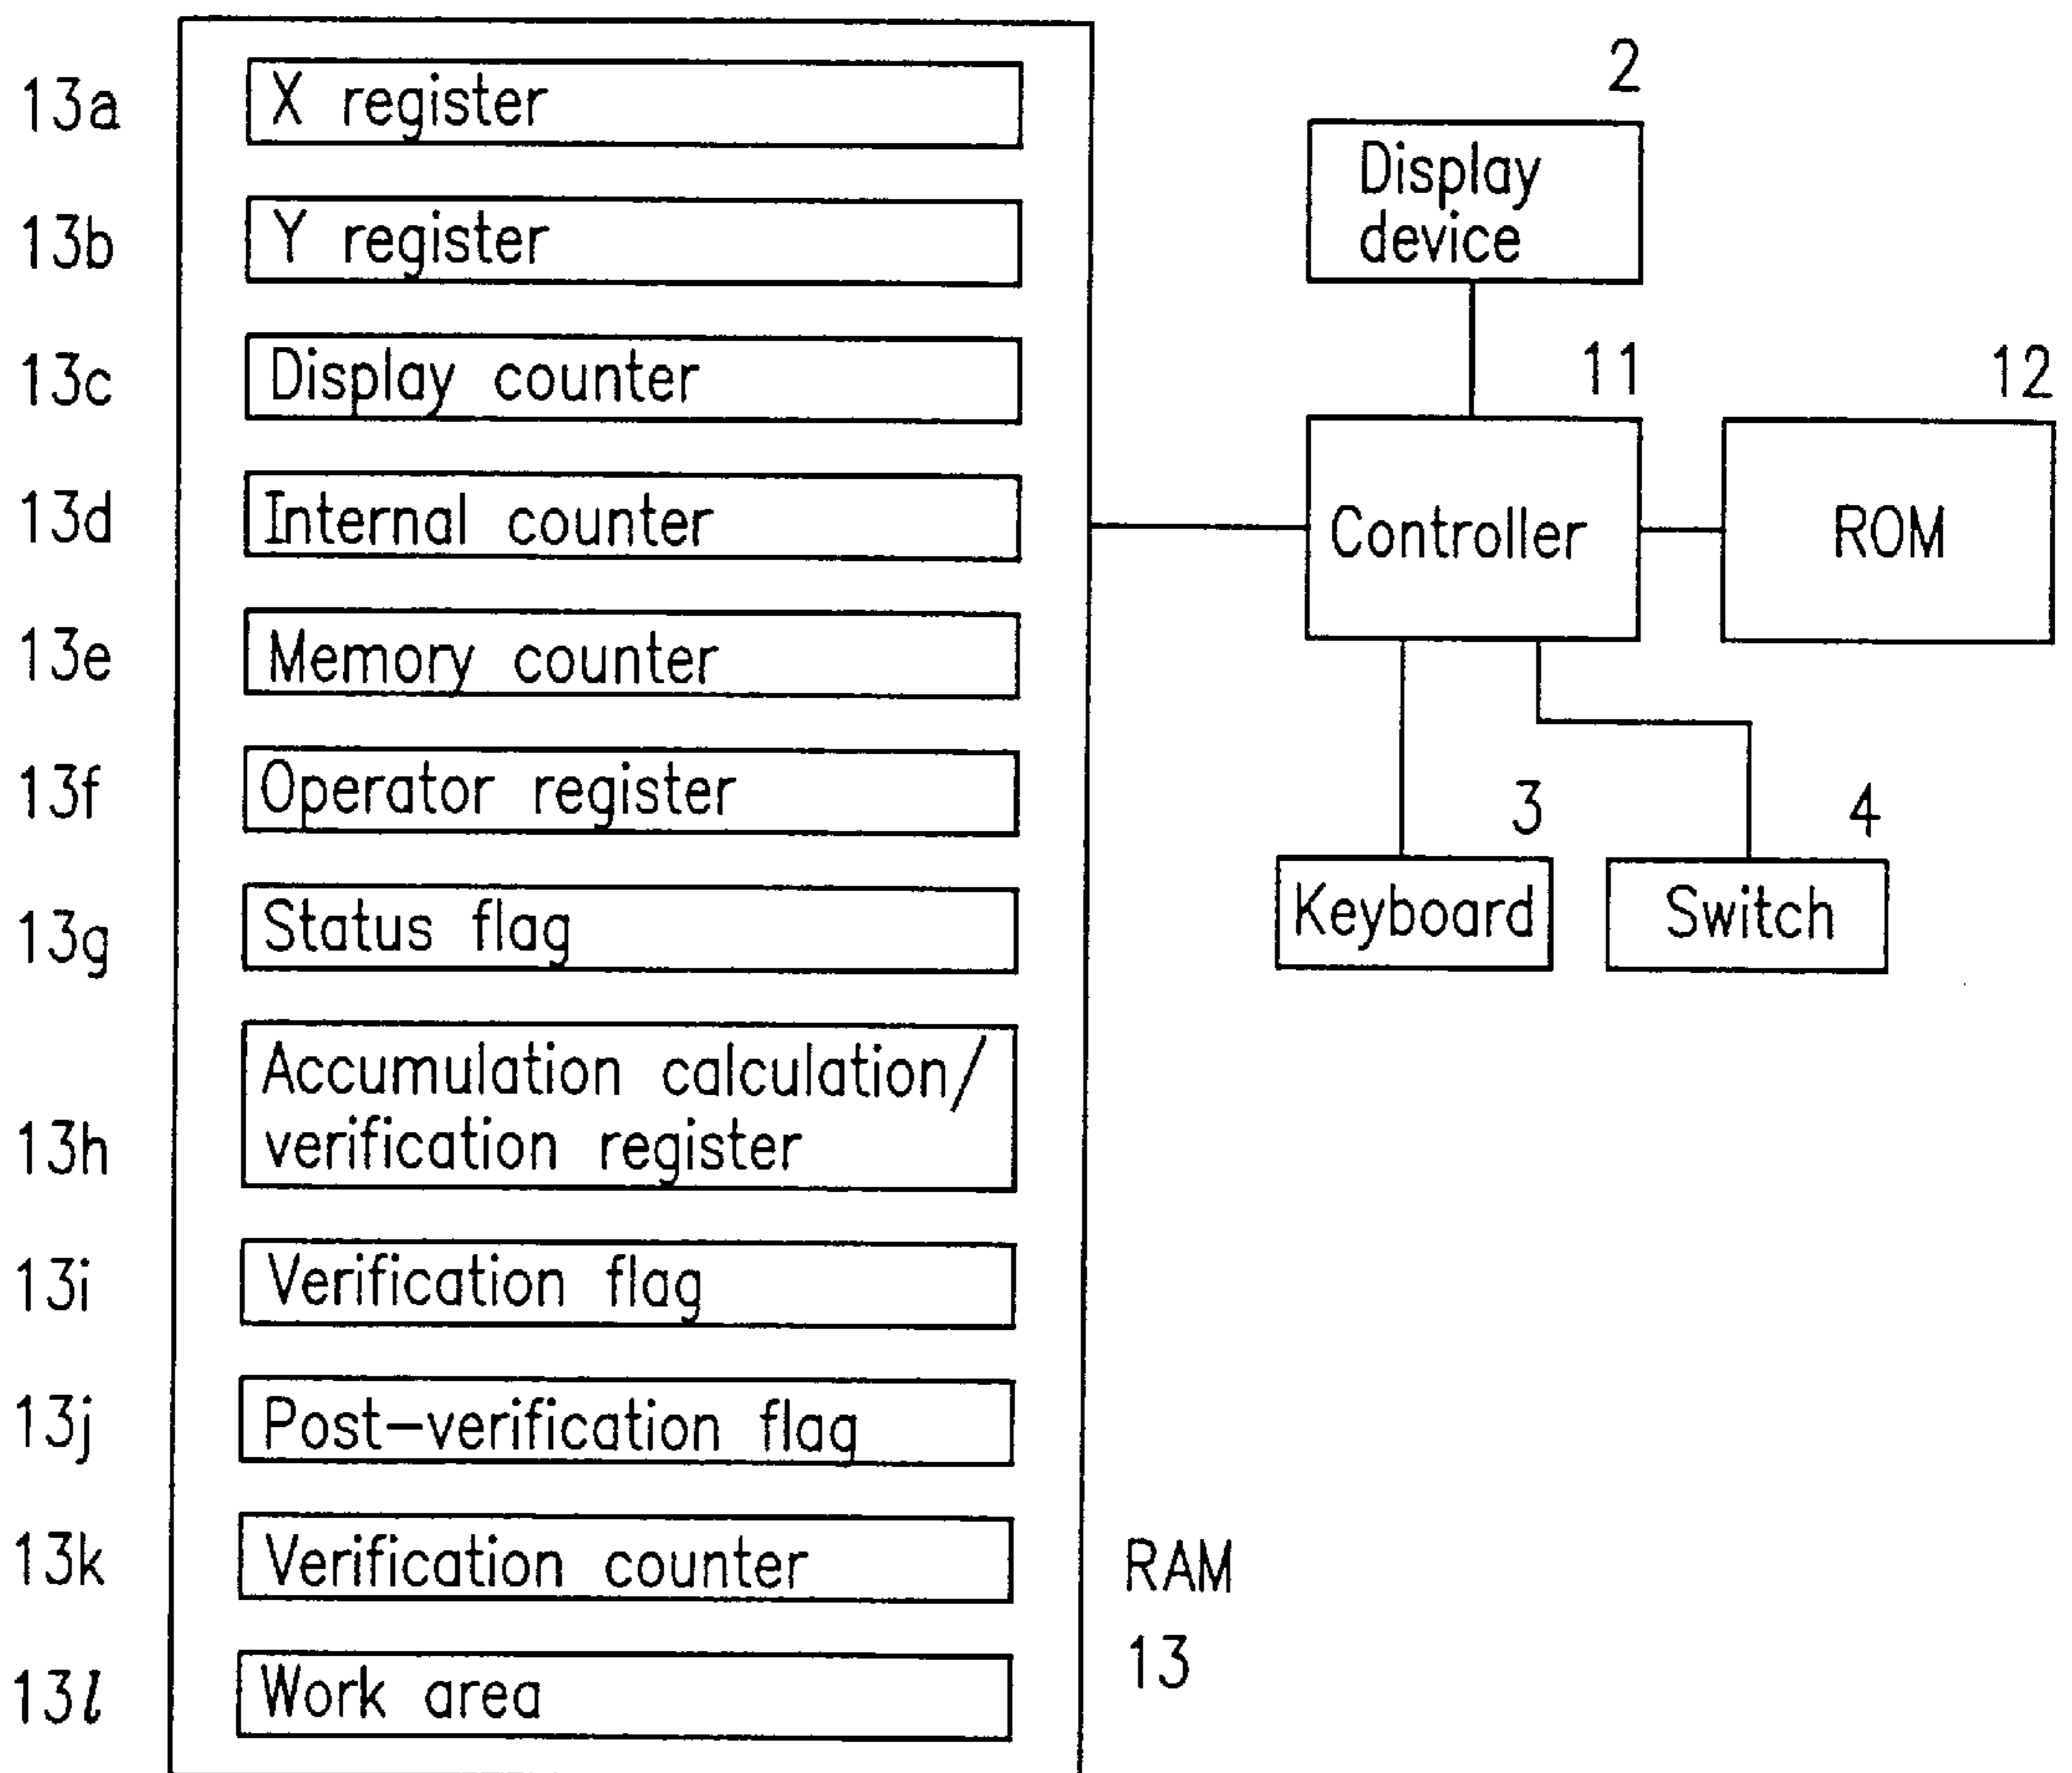 13a
X register
13b
Y register
13c
Display counter
13d
Internal counter
13e
Memory counter
13f
Operator register
13g
Status flag
13h
Accumulation calculation/
verification register
13i
Verification flag
13j
Post-verification flag
13k
Verification counter
13l
Work area
RAM
13
2
Display
device
11
Controller
12
ROM
3
Keyboard
4
Switch